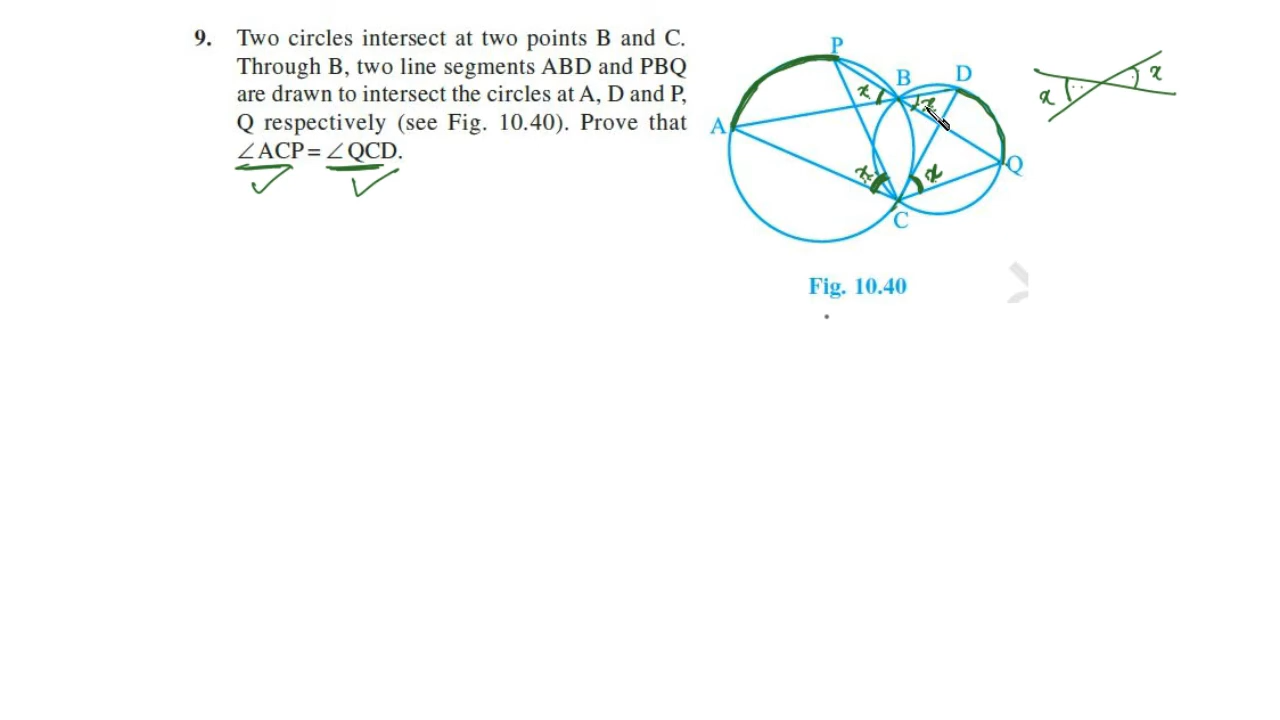 9. Two circles intersect at two points B and C.
Through B, two line segments ABD and PBQ
are drawn to intersect the circles at A, D and P,
Q respectively (see Fig. 10.40). Prove that
∠ACP = ∠QCD.
P
B
D
A
Q
C
x
x
x
x
x
x
Fig. 10.40